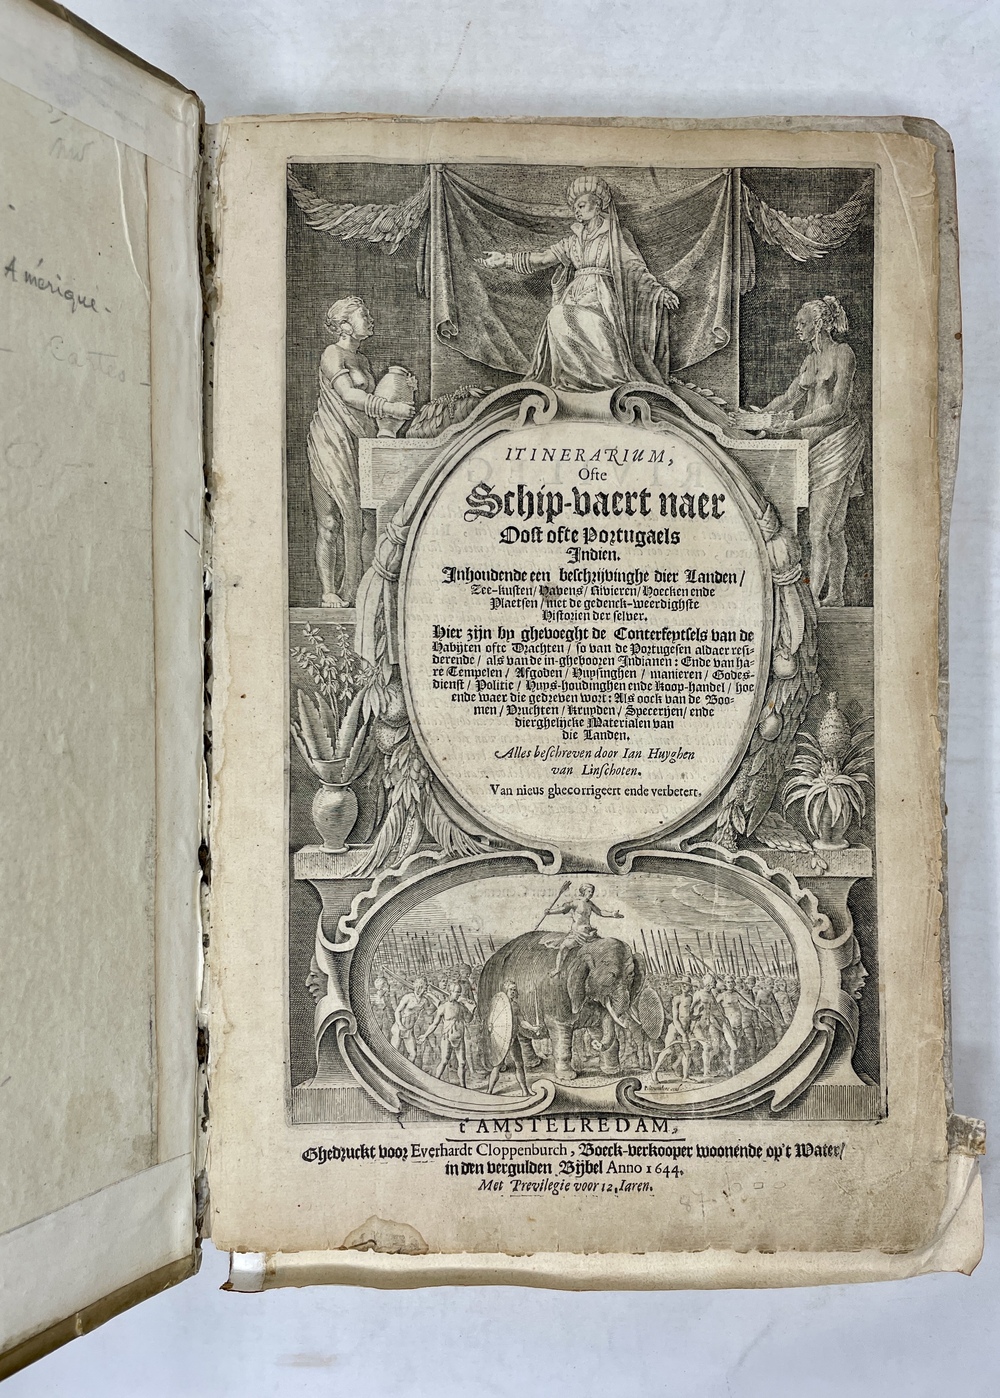 Amérique.
ITINERARIUM,
Ofte
Schip-vaert naer
Oost ofte Portugaels
Indien.
Inhoudende een beschrijvinghe dier Landen /
Zee-kusten / Havens / Rivieren / Hoecken ende
Plaetsen / met de gedenck-weerdighste
Historien der selver.
Hier zijn by ghevoeght de Conterfeytsels van de
Habijten ofte Drachten / so van de Portugesen aldaer resi-
derende / als van de in-gheboozen Indianen: Ende van ha-
re Tempelen / Afgoden / Huysinghen / manieren / Godes-
dienst / Politie / Huys-houdinghen ende Koop-handel / hoe
ende waer die gedreven wort: Als oock van de Boo-
men / Vruchten / Kruyden / Specerijen / ende
dierghelijcke Materialen van
die Landen.
Alles beschreven door Ian Huyghen
van Linschoten.
Van nieus ghecorrigeert ende verbetert.
t'AMSTELREDAM,
Ghedruckt voor Everhardt Cloppenburch, Boeck-verkooper woonende op't Water /
in den vergulden Bijbel Anno 1644.
Met Previlegie voor 12. Iaren.